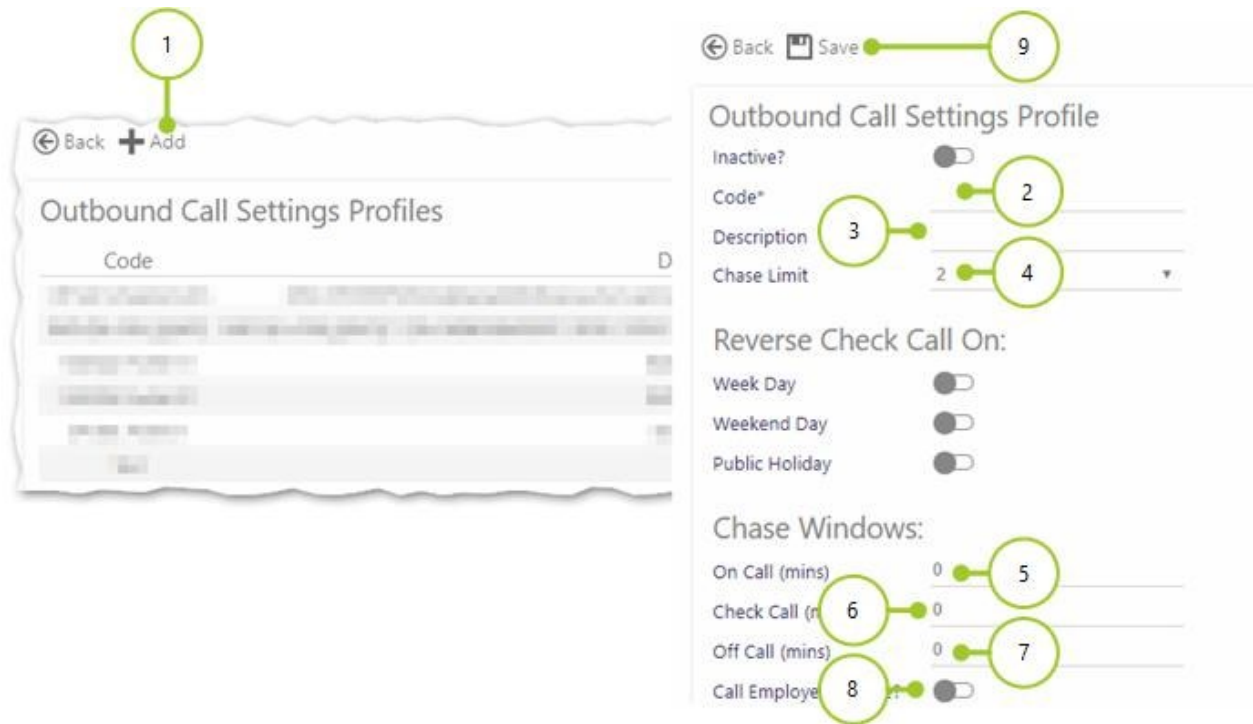 1
Back Add
Outbound Call Settings Profiles
Code D
Back Save 9
Outbound Call Settings Profile
Inactive?
Code* 2
Description 3
Chase Limit 2 4
Reverse Check Call On:
Week Day
Weekend Day
Public Holiday
Chase Windows:
On Call (mins) 0 5
Check Call ( 6 0
Off Call (mins) 0 7
Call Employe 8 ?